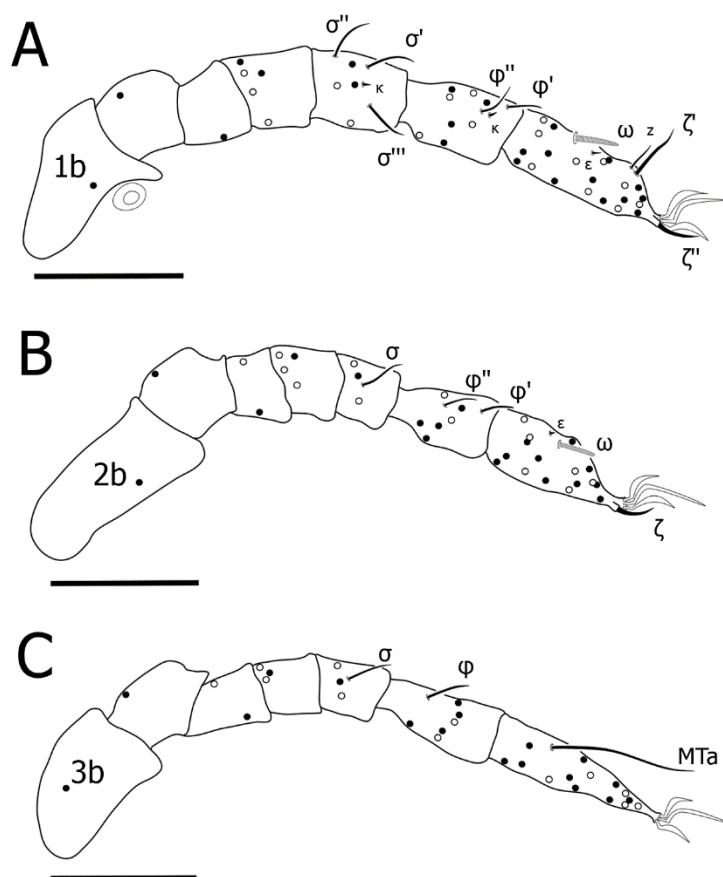 A
σ'' σ' κ σ''' φ'' φ' κ ω z ζ' ε ζ''
1b
B
σ φ'' φ' ε ω ζ
2b
C
σ φ MTa
3b